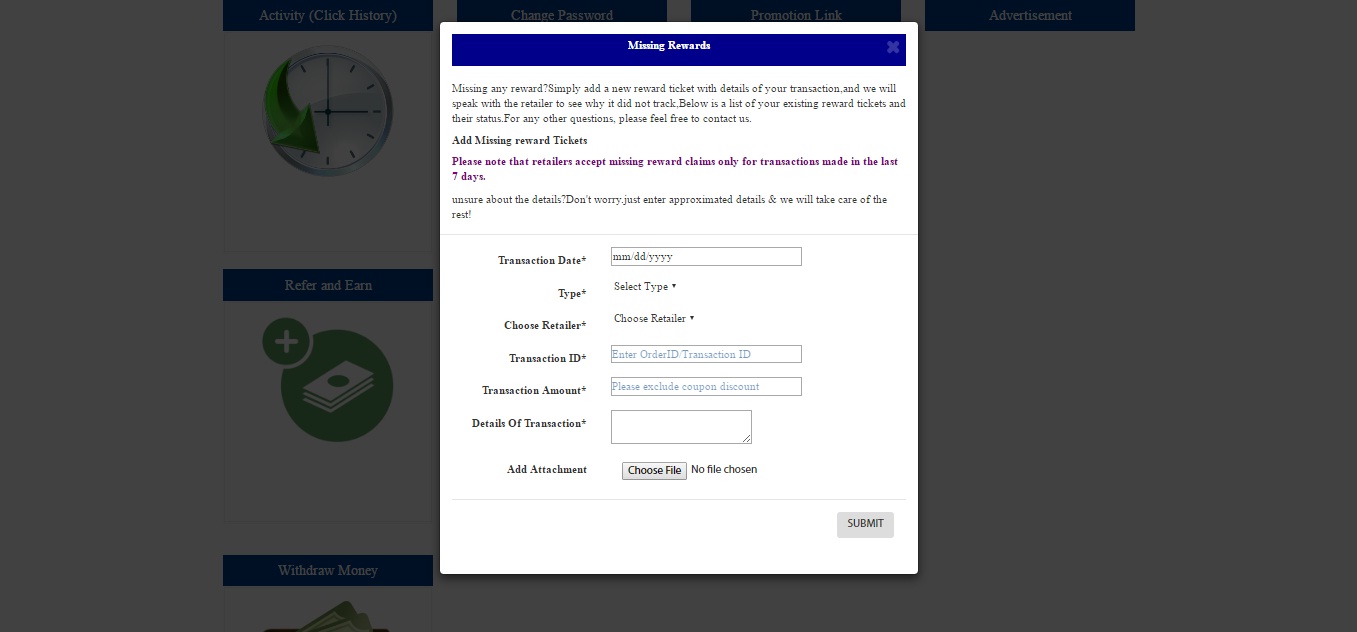 Activity (Click History)
Change Password
Promotion Link
Advertisement
Missing Rewards
Missing any reward?Simply add a new reward ticket with details of your transaction,and we will
speak with the retailer to see why it did not track,Below is a list of your existing reward tickets and
their status.For any other questions, please feel free to contact us.
Add Missing reward Tickets
Please note that retailers accept missing reward claims only for transactions made in the last
7 days.
unsure about the details?Don't worry,just enter approximated details & we will take care of the
rest!
Transaction Date* mm/dd/yyyy
Type* Select Type
Choose Retailer* Choose Retailer
Transaction ID* Enter OrderID/Transaction ID
Transaction Amount* Please exclude coupon discount
Details Of Transaction*
Add Attachment Choose File No file chosen
SUBMIT
Refer and Earn
Withdraw Money